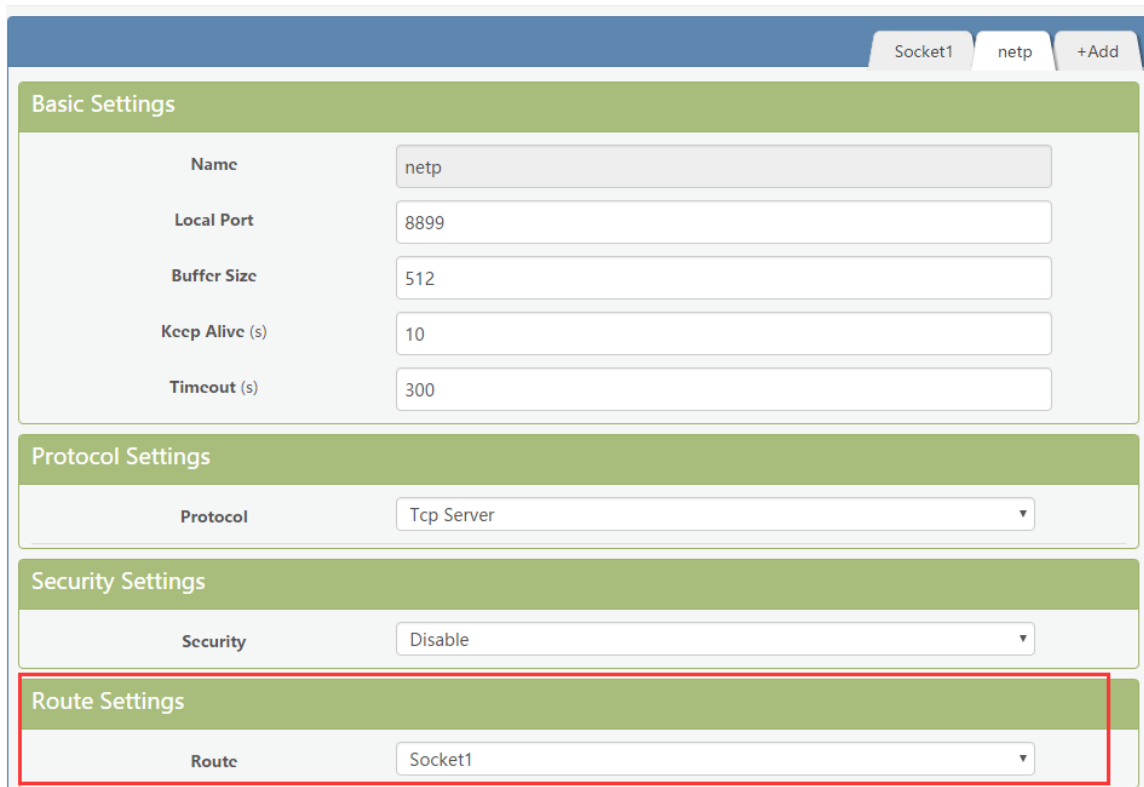 Socket1 netp +Add
Basic Settings
Name netp
Local Port 8899
Buffer Size 512
Keep Alive (s) 10
Timeout (s) 300
Protocol Settings
Protocol Tcp Server
Security Settings
Security Disable
Route Settings
Route Socket1